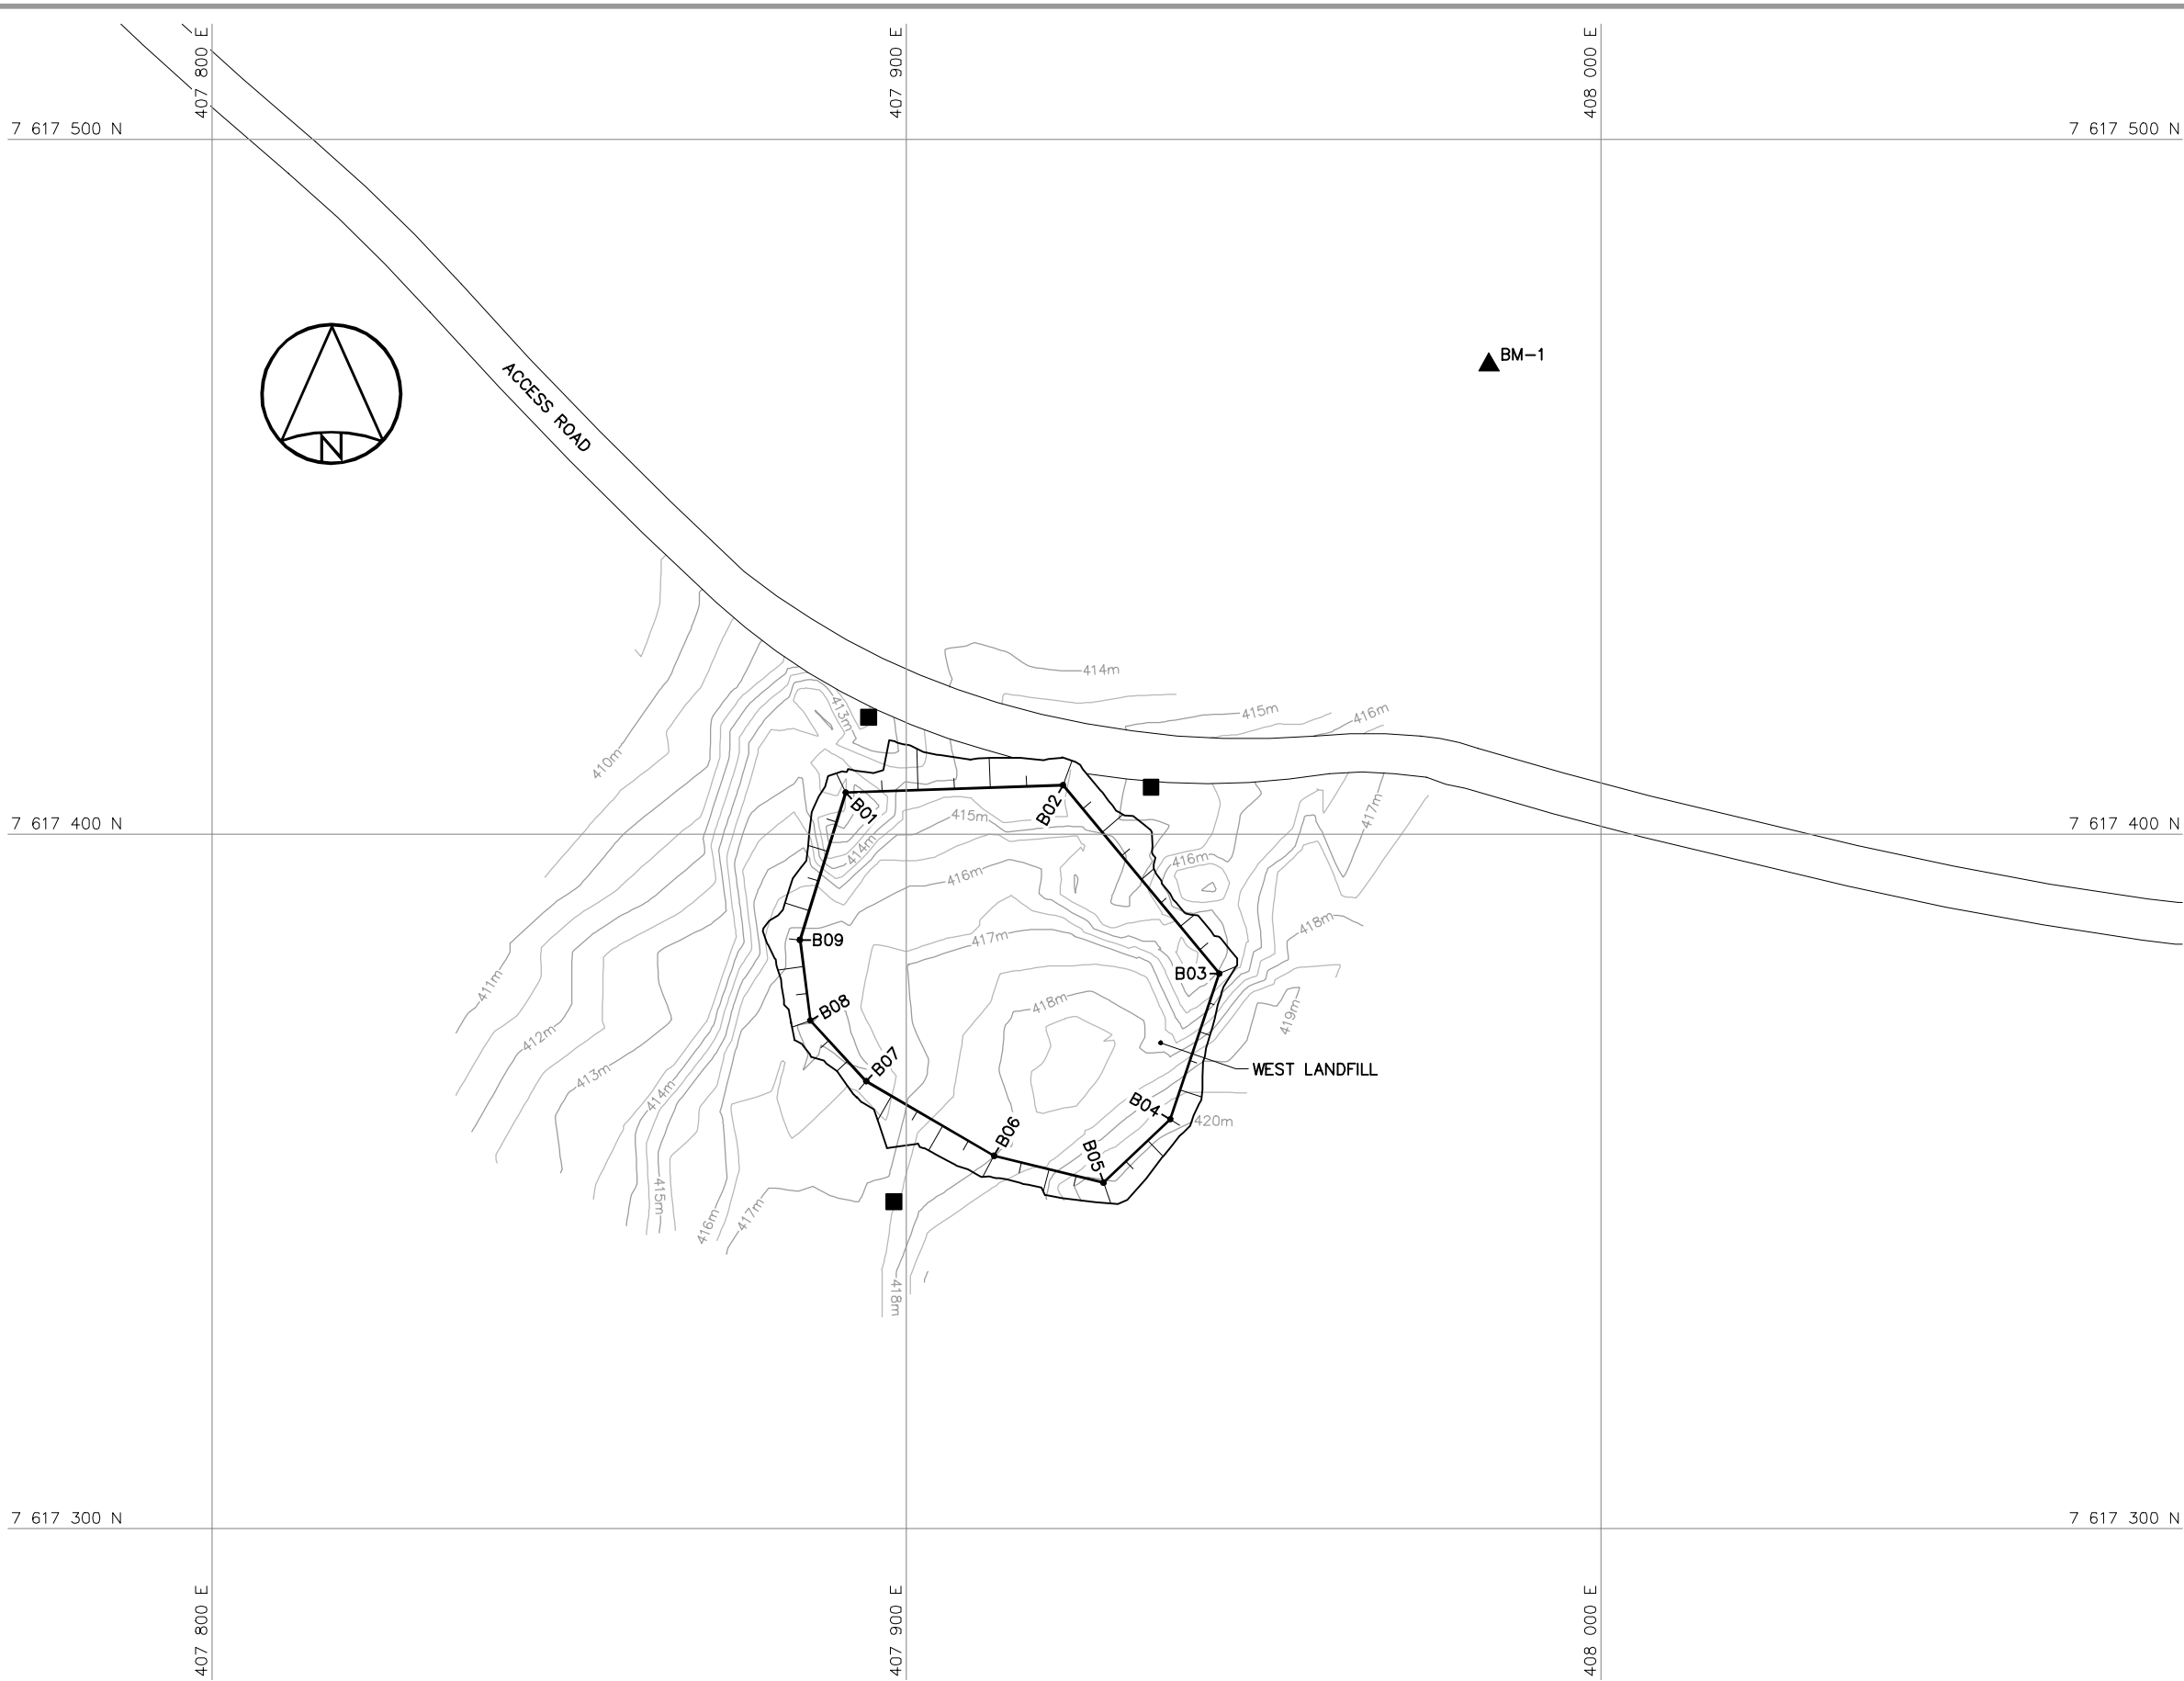 407 800 E
407 900 E
408 000 E
7 617 500 N
7 617 500 N
BM-1
ACCESS ROAD
N
414m
413m
415m
416m
410m
B01
B02
415m
417m
7 617 400 N
7 617 400 N
414m
416m
416m
418m
B09
417m
B03
411m
B08
418m
419m
412m
B07
WEST LANDFILL
413m
414m
B04
420m
B06
B05
415m
416m
417m
418m
7 617 300 N
7 617 300 N
407 800 E
407 900 E
408 000 E